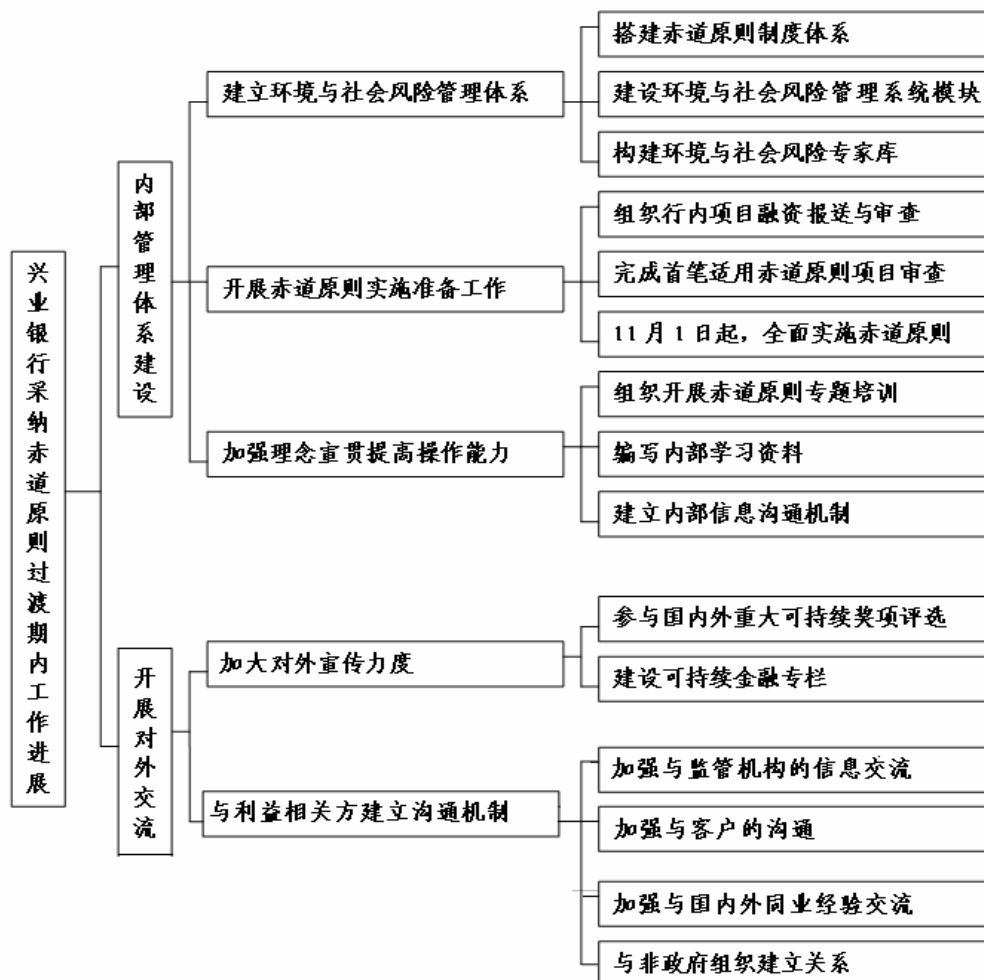 兴业银行采纳赤道原则过渡期内工作进展
内部管理体系建设
建立环境与社会风险管理体系
搭建赤道原则制度体系
建设环境与社会风险管理系统模块
构建环境与社会风险专家库
开展赤道原则实施准备工作
组织行内项目融资报送与审查
完成首笔适用赤道原则项目审查
11月1日起，全面实施赤道原则
加强理念宣贯提高操作能力
组织开展赤道原则专题培训
编写内部学习资料
建立内部信息沟通机制
开展对外交流
加大对外宣传力度
参与国内外重大可持续奖项评选
建设可持续金融专栏
与利益相关方建立沟通机制
加强与监管机构的信息交流
加强与客户的沟通
加强与国内外同业经验交流
与非政府组织建立关系